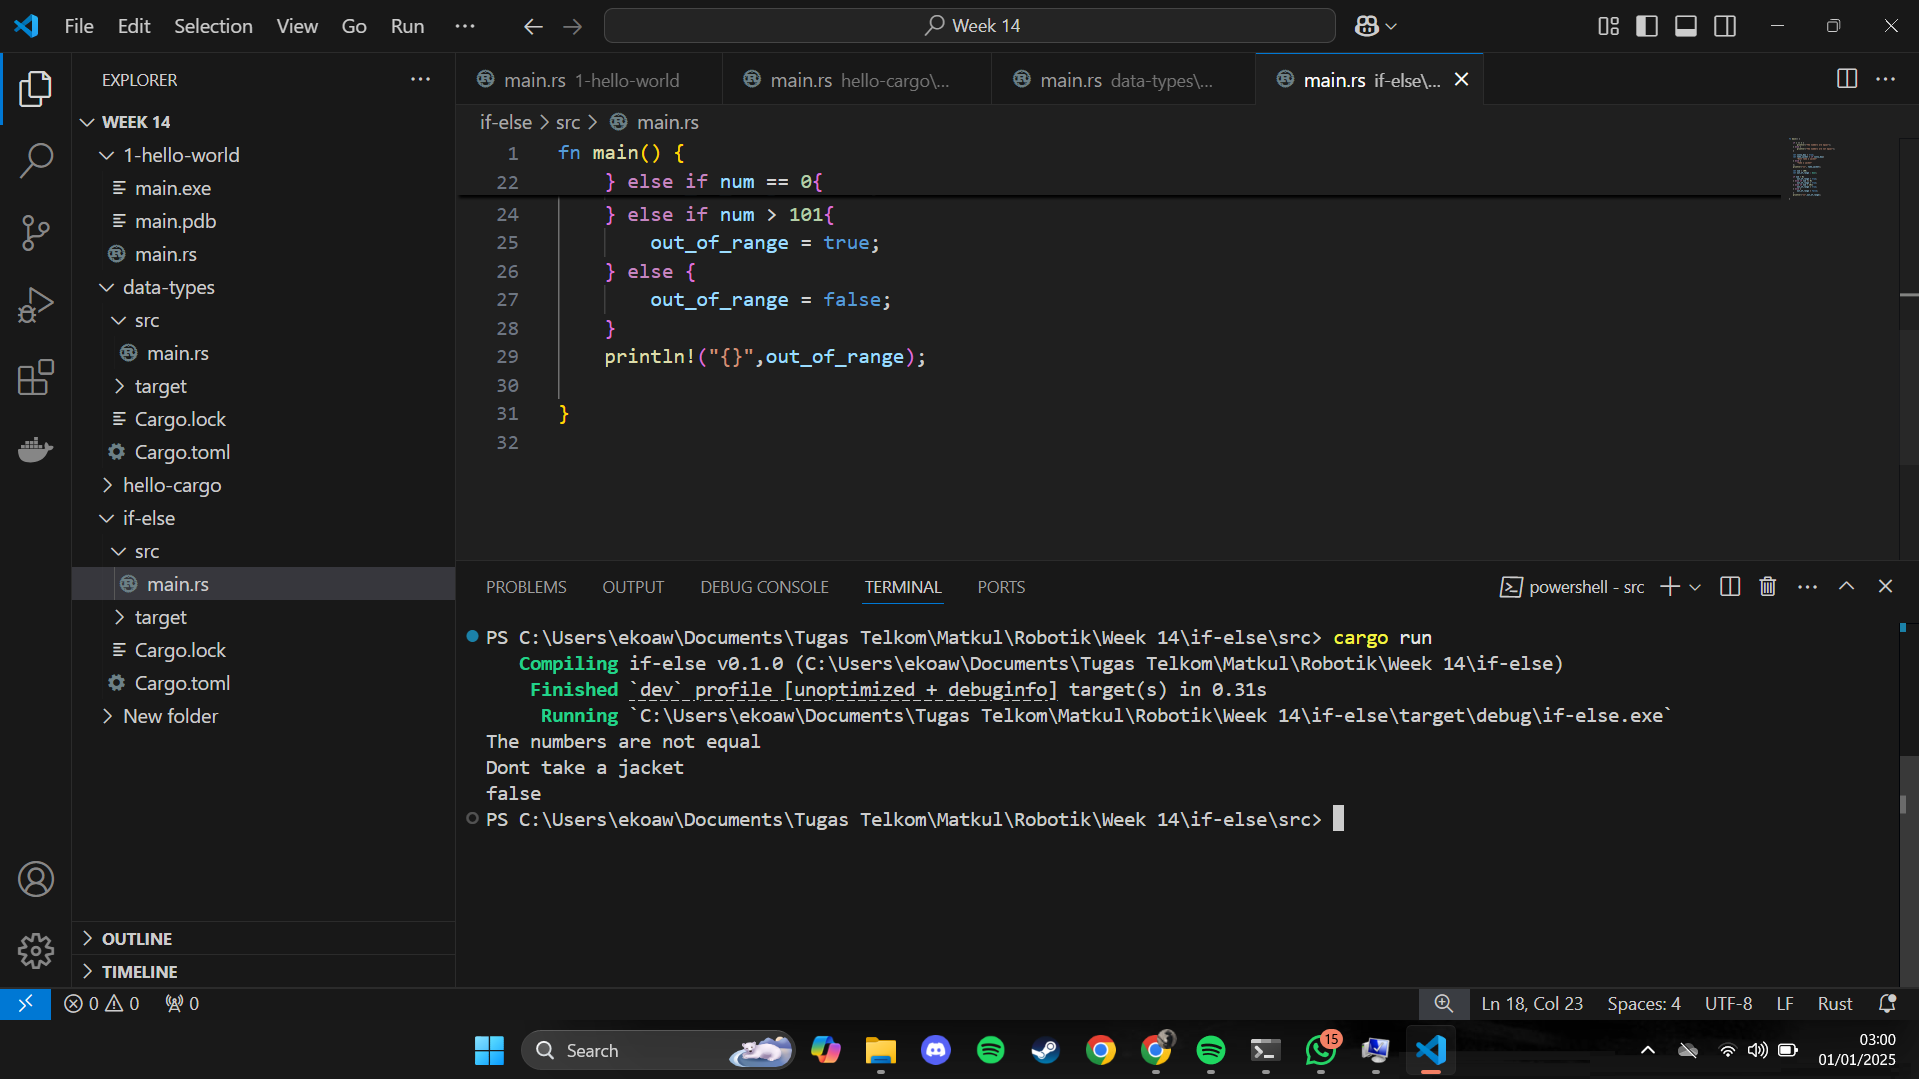 File Edit Selection View Go Run ··· Week 14
EXPLORER
WEEK 14
1-hello-world
main.exe
main.pdb
main.rs
data-types
src
main.rs
target
Cargo.lock
Cargo.toml
hello-cargo
if-else
src
main.rs
target
Cargo.lock
Cargo.toml
New folder
OUTLINE
TIMELINE
main.rs 1-hello-world main.rs hello-cargo\... main.rs data-types\... main.rs if-else\...
if-else > src > main.rs
1 fn main() {
22 } else if num == 0{
24 } else if num > 101{
25 out_of_range = true;
26 } else {
27 out_of_range = false;
28 }
29 println!("{}",out_of_range);
30
31 }
32
PROBLEMS OUTPUT DEBUG CONSOLE TERMINAL PORTS powershell - src
PS C:\Users\ekoaw\Documents\Tugas Telkom\Matkul\Robotik\Week 14\if-else\src> cargo run
Compiling if-else v0.1.0 (C:\Users\ekoaw\Documents\Tugas Telkom\Matkul\Robotik\Week 14\if-else)
Finished `dev` profile [unoptimized + debuginfo] target(s) in 0.31s
Running `C:\Users\ekoaw\Documents\Tugas Telkom\Matkul\Robotik\Week 14\if-else\target\debug\if-else.exe`
The numbers are not equal
Dont take a jacket
false
PS C:\Users\ekoaw\Documents\Tugas Telkom\Matkul\Robotik\Week 14\if-else\src>
0 0 0 Ln 18, Col 23 Spaces: 4 UTF-8 LF Rust
Search 15 03:00
01/01/2025